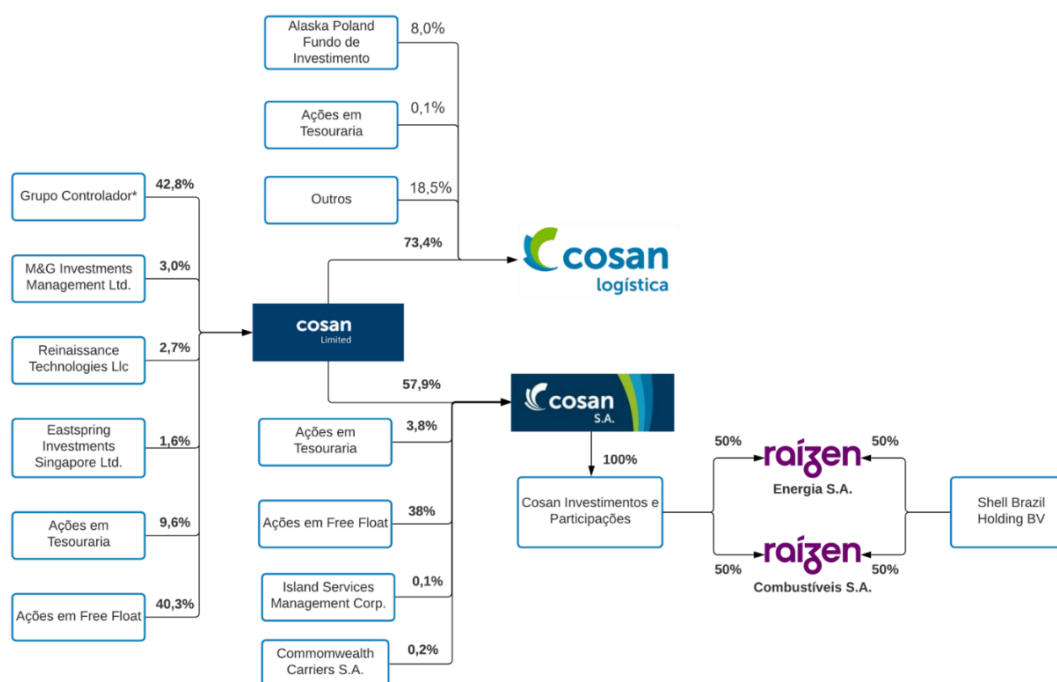 Alaska Poland
Fundo de
Investimento
8,0%
Ações em
Tesouraria
0,1%
Outros
18,5%
73,4%
Grupo Controlador*
42,8%
M&G Investments
Management Ltd.
3,0%
Reinaissance
Technologies Llc
2,7%
Eastspring
Investments
Singapore Ltd.
1,6%
Ações em
Tesouraria
9,6%
Ações em Free Float
40,3%
cosan
Limited
cosan
logística
57,9%
Ações em
Tesouraria
3,8%
Ações em Free Float
38%
Island Services
Management Corp.
0,1%
Commomwealth
Carriers S.A.
0,2%
cosan
S.A.
100%
Cosan Investimentos e
Participações
50%
raízen
50%
Energia S.A.
raízen
50%
50%
Combustíveis S.A.
Shell Brazil
Holding BV